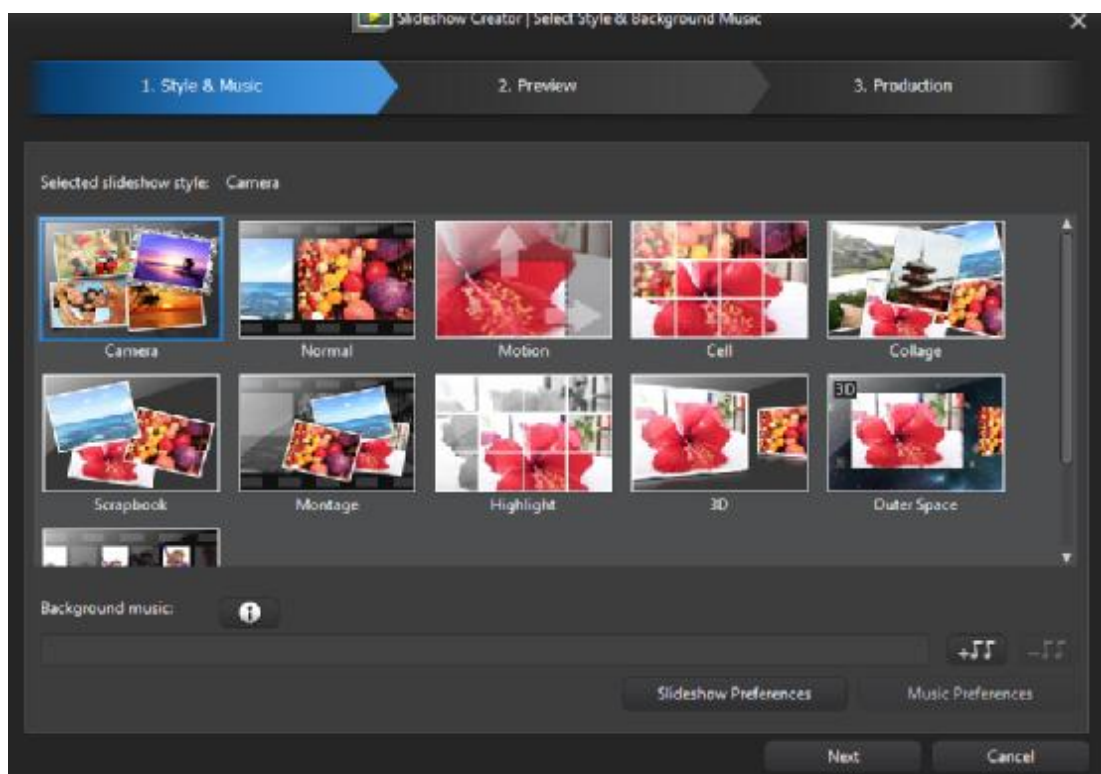 Slideshow Creator | Select Style & Background Music
1. Style & Music
2. Preview
3. Production
Selected slideshow style: Camera
Camera
Normal
Motion
Cell
Collage
3D
Scrapbook
Montage
Highlight
3D
Outer Space
Background music:
Slideshow Preferences
Music Preferences
Next
Cancel